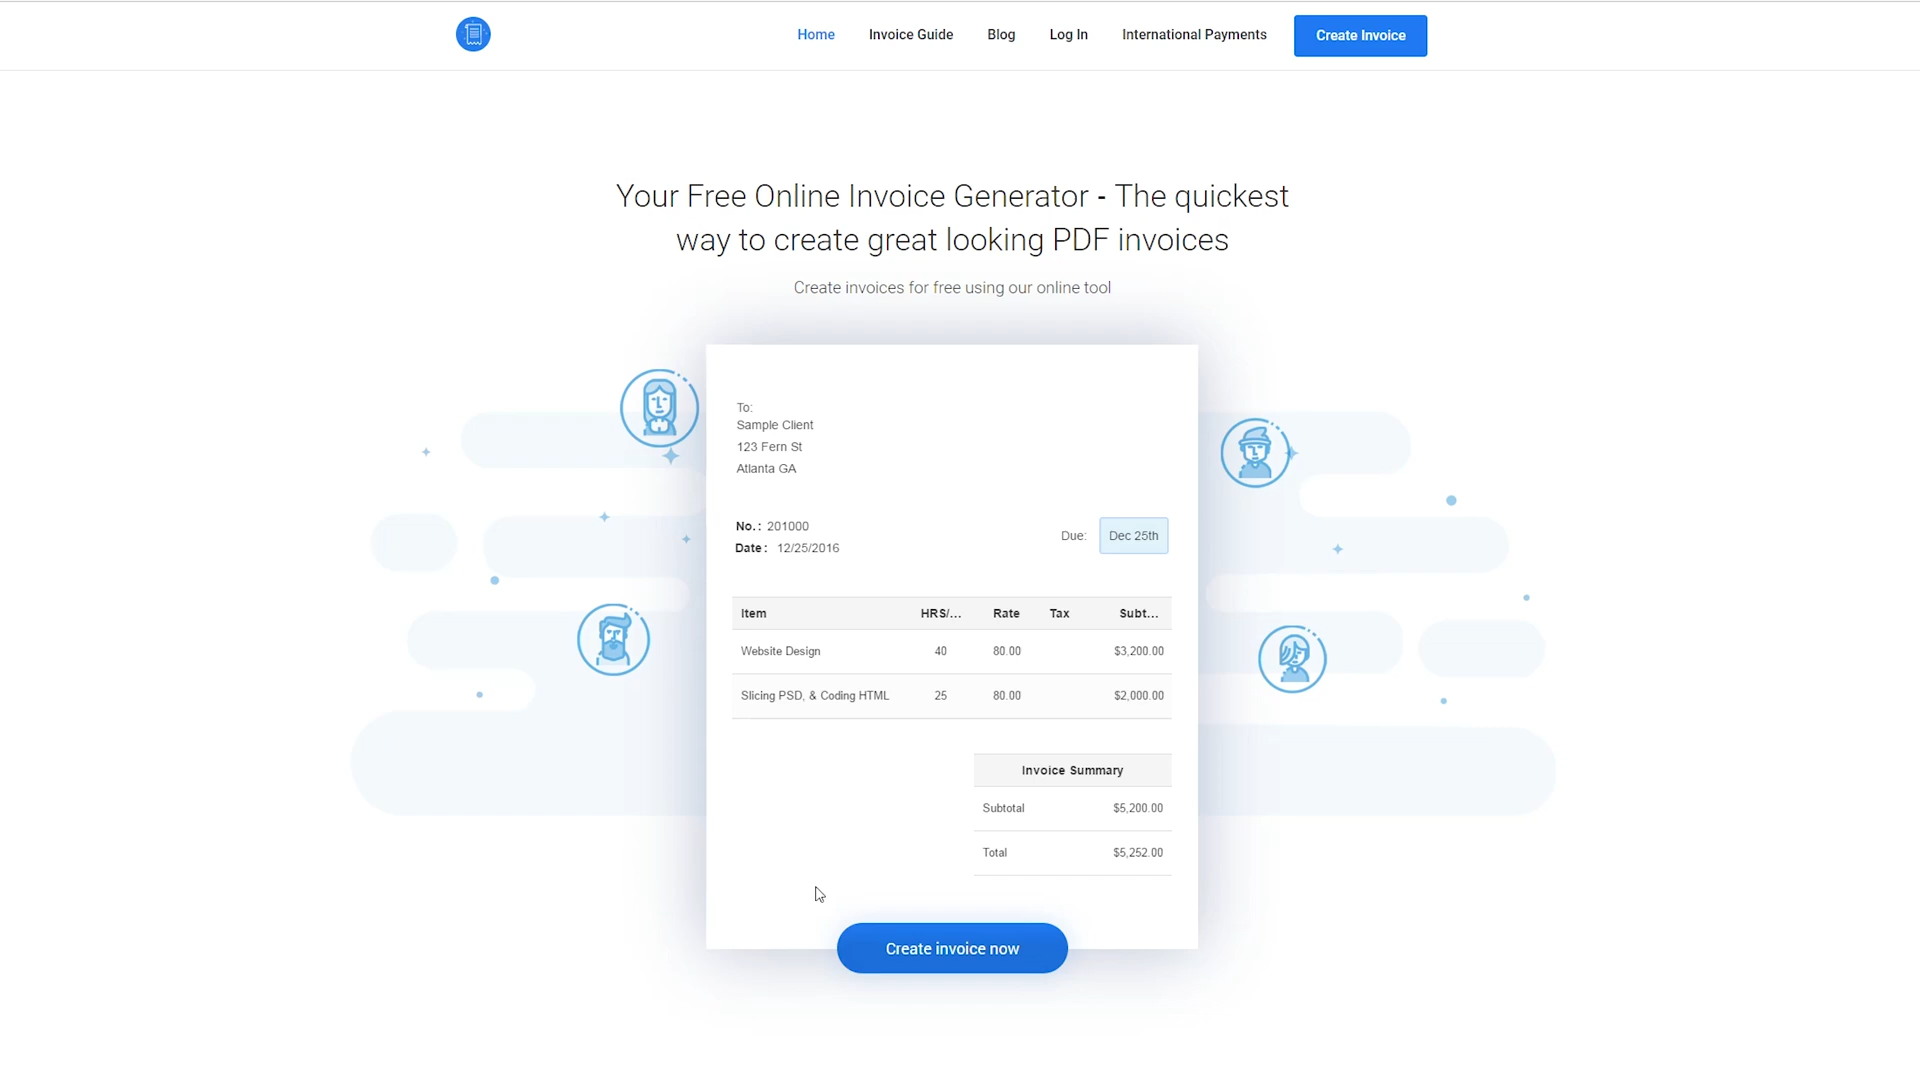 Home Invoice Guide Blog Log In International Payments Create Invoice
Your Free Online Invoice Generator - The quickest
way to create great looking PDF invoices
Create invoices for free using our online tool
To:
Sample Client
123 Fern St
Atlanta GA
No.: 201000
Date: 12/25/2016
Due: Dec 25th
Item HRS/... Rate Tax Subt...
Website Design 40 80.00 $3,200.00
Slicing PSD, & Coding HTML 25 80.00 $2,000.00
Invoice Summary
Subtotal $5,200.00
Total $5,252.00
Create invoice now